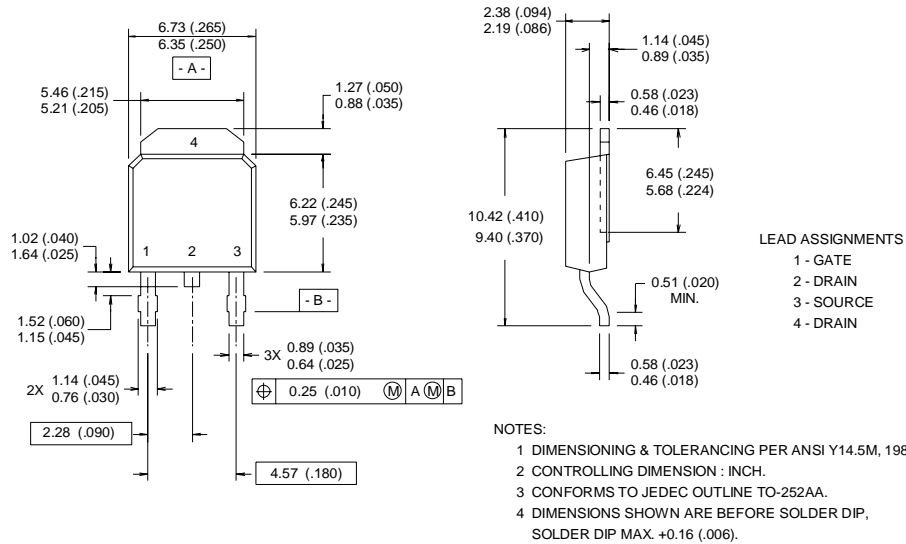 6.73 (.265)
6.35 (.250)
- A -
5.46 (.215)
5.21 (.205)
1.27 (.050)
0.88 (.035)
4
6.22 (.245)
5.97 (.235)
1.02 (.040)
1.64 (.025)
1 2 3
- B -
1.52 (.060)
1.15 (.045)
3X
0.89 (.035)
0.64 (.025)
2X
1.14 (.045)
0.76 (.030)
⌖ 0.25 (.010) Ⓜ A Ⓜ B
2.28 (.090)
4.57 (.180)
2.38 (.094)
2.19 (.086)
1.14 (.045)
0.89 (.035)
0.58 (.023)
0.46 (.018)
6.45 (.245)
5.68 (.224)
10.42 (.410)
9.40 (.370)
0.51 (.020)
MIN.
0.58 (.023)
0.46 (.018)
LEAD ASSIGNMENTS
1 - GATE
2 - DRAIN
3 - SOURCE
4 - DRAIN
NOTES:
1 DIMENSIONING & TOLERANCING PER ANSI Y14.5M, 198
2 CONTROLLING DIMENSION : INCH.
3 CONFORMS TO JEDEC OUTLINE TO-252AA.
4 DIMENSIONS SHOWN ARE BEFORE SOLDER DIP,
SOLDER DIP MAX. +0.16 (.006).